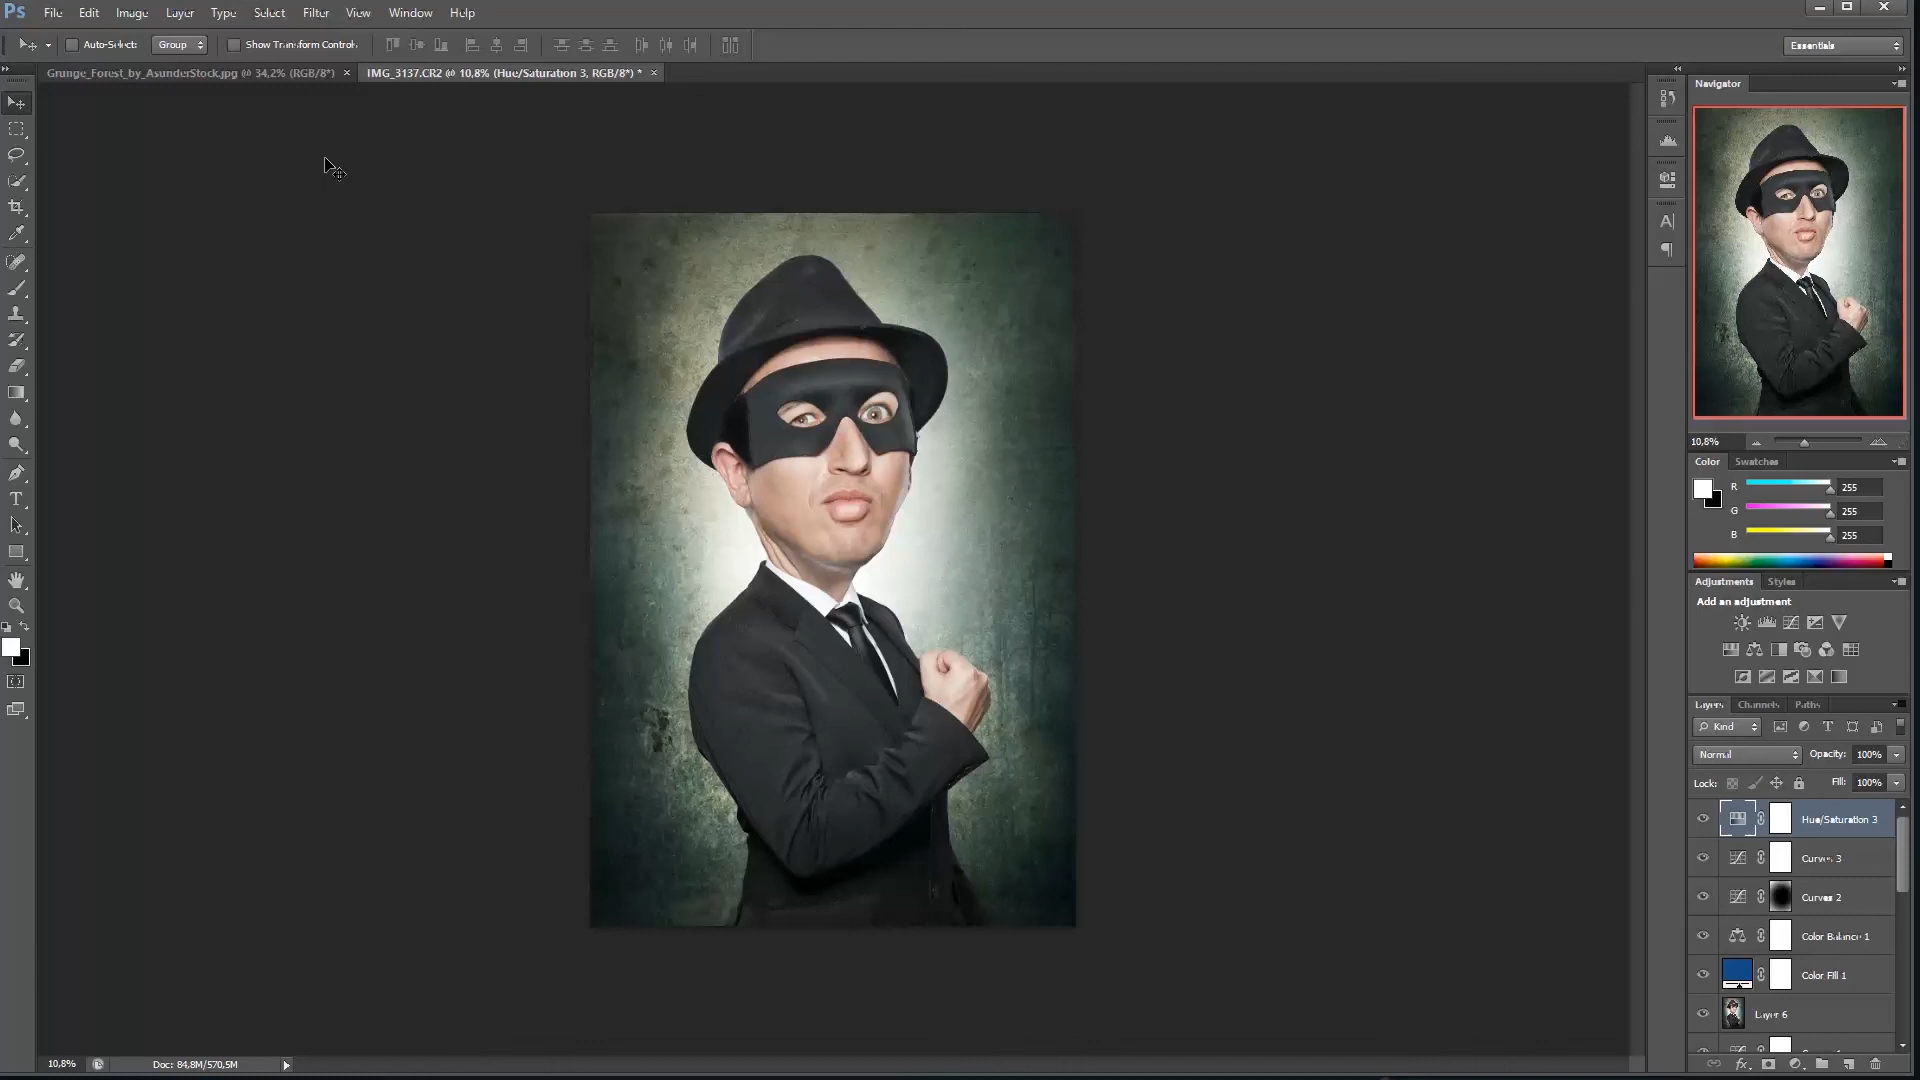 Ps File Edit Image Layer Type Select Filter View Window Help
Auto-Select: Group Show Transform Controls Essentials
Grunge_Forest_by_AsunderStock.jpg @ 34,2% (RGB/8*) × IMG_3137.CR2 @ 10,8% (Hue/Saturation 3, RGB/8*) * ×
Navigator
10,8%
Color Swatches
R 255
G 255
B 255
Adjustments Styles
Add an adjustment
Layers Channels Paths
Kind
Normal Opacity: 100%
Lock: Fill: 100%
Hue/Saturation 3
Curves 3
Curves 2
Color Balance 1
Color Fill 1
Layer 6
10,8% Doc: 84,8M/570,5M